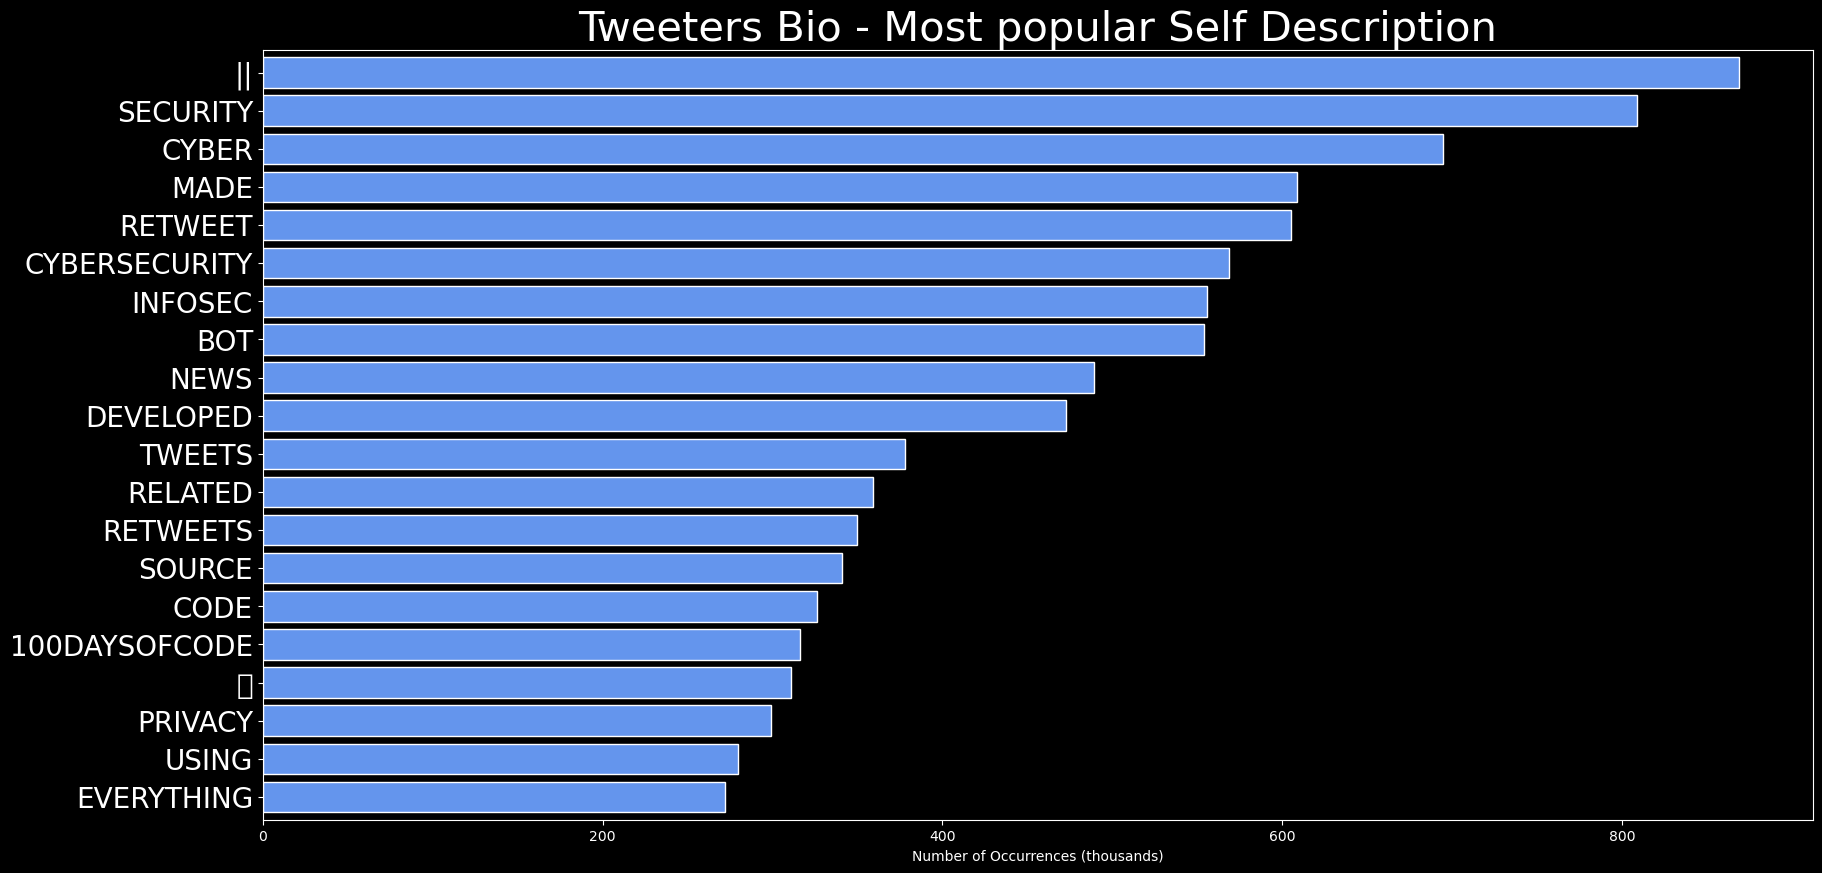 Tweeters Bio - Most popular Self Description
||
SECURITY
CYBER
MADE
RETWEET
CYBERSECURITY
INFOSEC
BOT
NEWS
DEVELOPED
TWEETS
RELATED
RETWEETS
SOURCE
CODE
100DAYSOFCODE
PRIVACY
USING
EVERYTHING
0 200 400 600 800
Number of Occurrences (thousands)